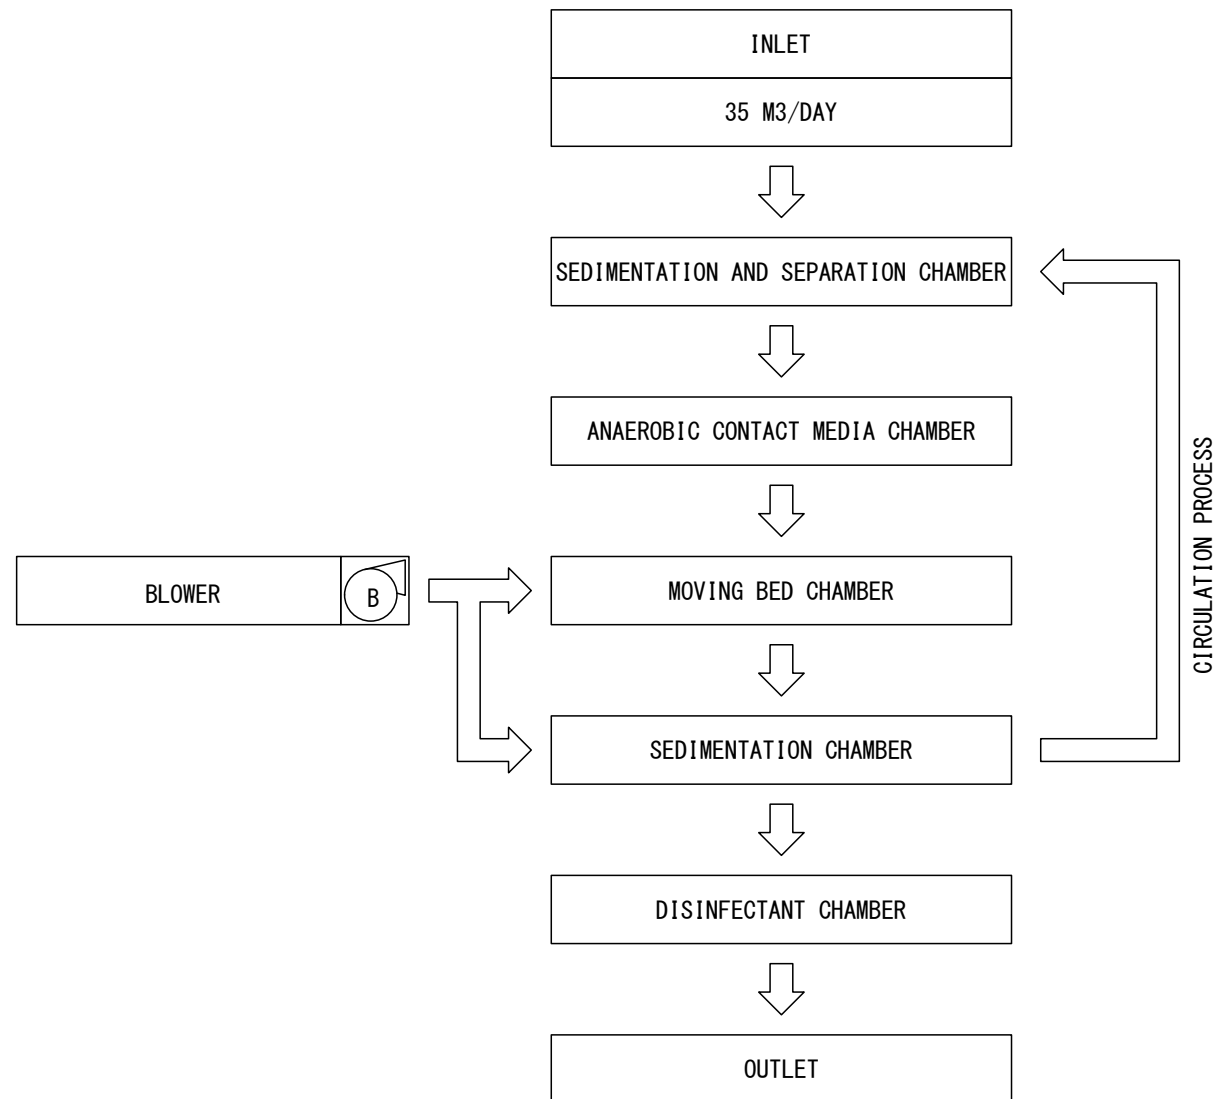 INLET
35 M3/DAY
SEDIMENTATION AND SEPARATION CHAMBER
ANAEROBIC CONTACT MEDIA CHAMBER
BLOWER
B
MOVING BED CHAMBER
SEDIMENTATION CHAMBER
CIRCULATION PROCESS
DISINFECTANT CHAMBER
OUTLET